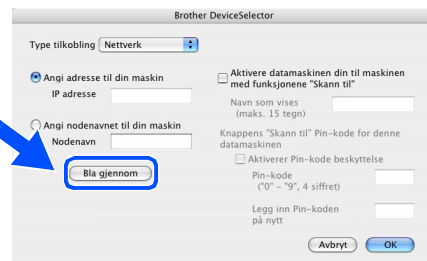 Brother DeviceSelector
Type tilkobling Nettverk
Angi adresse til din maskin
IP adresse
Angi nodenavnet til din maskin
Nodenavn
Bla gjennom
Aktivere datamaskinen din til maskinen
med funksjonene "Skann til"
Navn som vises
(maks. 15 tegn)
Knappens "Skann til" Pin-kode for denne
datamaskinen
Aktiverer Pin-kode beskyttelse
Pin-kode
("0" - "9", 4 siffret)
Legg inn Pin-koden
på nytt
Avbryt OK